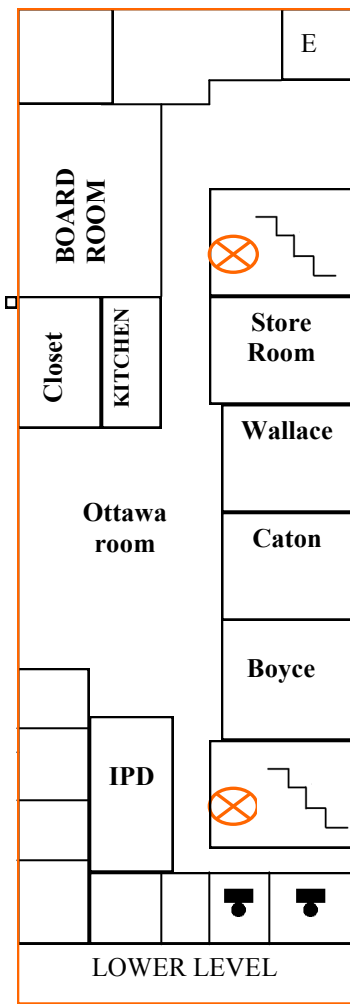 E
BOARD
ROOM
Store
Room
Closet
KITCHEN
Wallace
Ottawa
room
Caton
Boyce
IPD
LOWER LEVEL